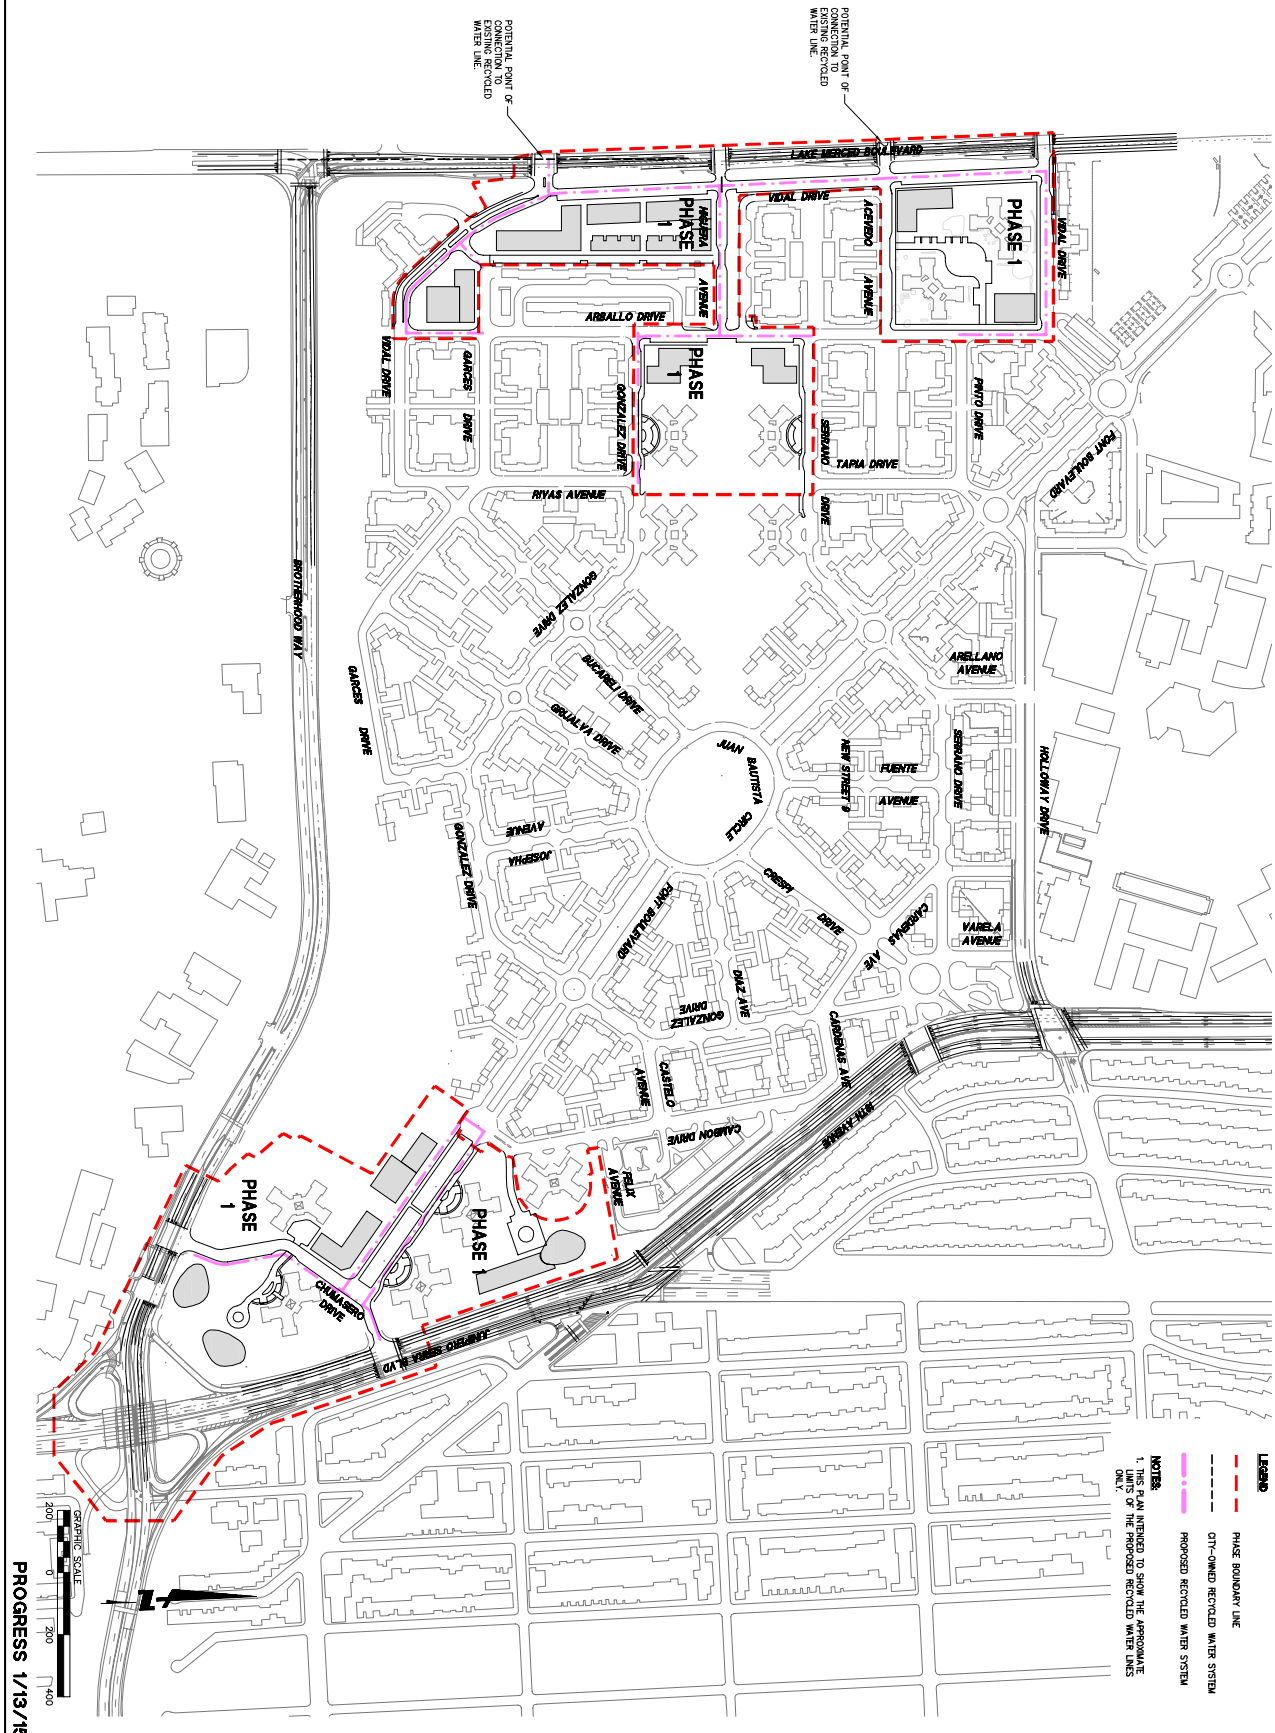 POTENTIAL POINT OF
CONNECTION TO
EXISTING RECYCLED
WATER LINE.
POTENTIAL POINT OF
CONNECTION TO
EXISTING RECYCLED
WATER LINE.
LAKE MERCED BOULEVARD
VIDAL DRIVE
HIGUERA
AVENUE
PHASE
1
ACEVEDO
AVENUE
PHASE 1
VIDAL DRIVE
ARBALLO DRIVE
VIDAL DRIVE
GARCES
DRIVE
GONZALEZ DRIVE
PHASE
1
SERRANO
DRIVE
TAPIA DRIVE
PINTO DRIVE
FONT BOULEVARD
RIVAS AVENUE
BROTHERHOOD WAY
GONZALEZ DRIVE
BUCARELI DRIVE
GRIJALVA DRIVE
GARCES
DRIVE
ARELLANO
AVENUE
JUAN
BAUTISTA
CIRCLE
NEW STREET 9
FUENTE
AVENUE
SERRANO DRIVE
HOLLOWAY DRIVE
GONZALEZ DRIVE
AVENUE
JOSEPHA
FONT BOULEVARD
CRESPI
DRIVE
CARDENAS
AVE
VARELA
AVENUE
DIAZ AVE
GONZALEZ
DRIVE
CARDENAS AVE
CASTELO
AVENUE
CAMBON DRIVE
19TH AVENUE
FELIX
AVENUE
PHASE
1
PHASE 1
CHUMASERO
DRIVE
JUNIPERO SERRA BLVD
LEGEND
PHASE BOUNDARY LINE
CITY-OWNED RECYCLED WATER SYSTEM
PROPOSED RECYCLED WATER SYSTEM
NOTES:
1. THIS PLAN INTENDED TO SHOW THE APPROXIMATE
LIMITS OF THE PROPOSED RECYCLED WATER LINES
ONLY.
GRAPHIC SCALE
200 0 200 400
PROGRESS 1/13/15